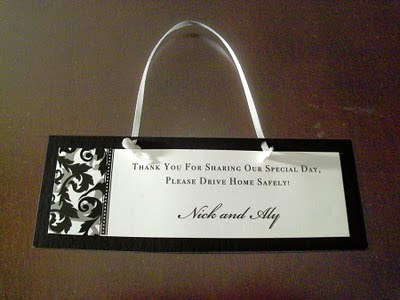 Thank You For Sharing Our Special Day,
Please Drive Home Safely!
Nick and Aly